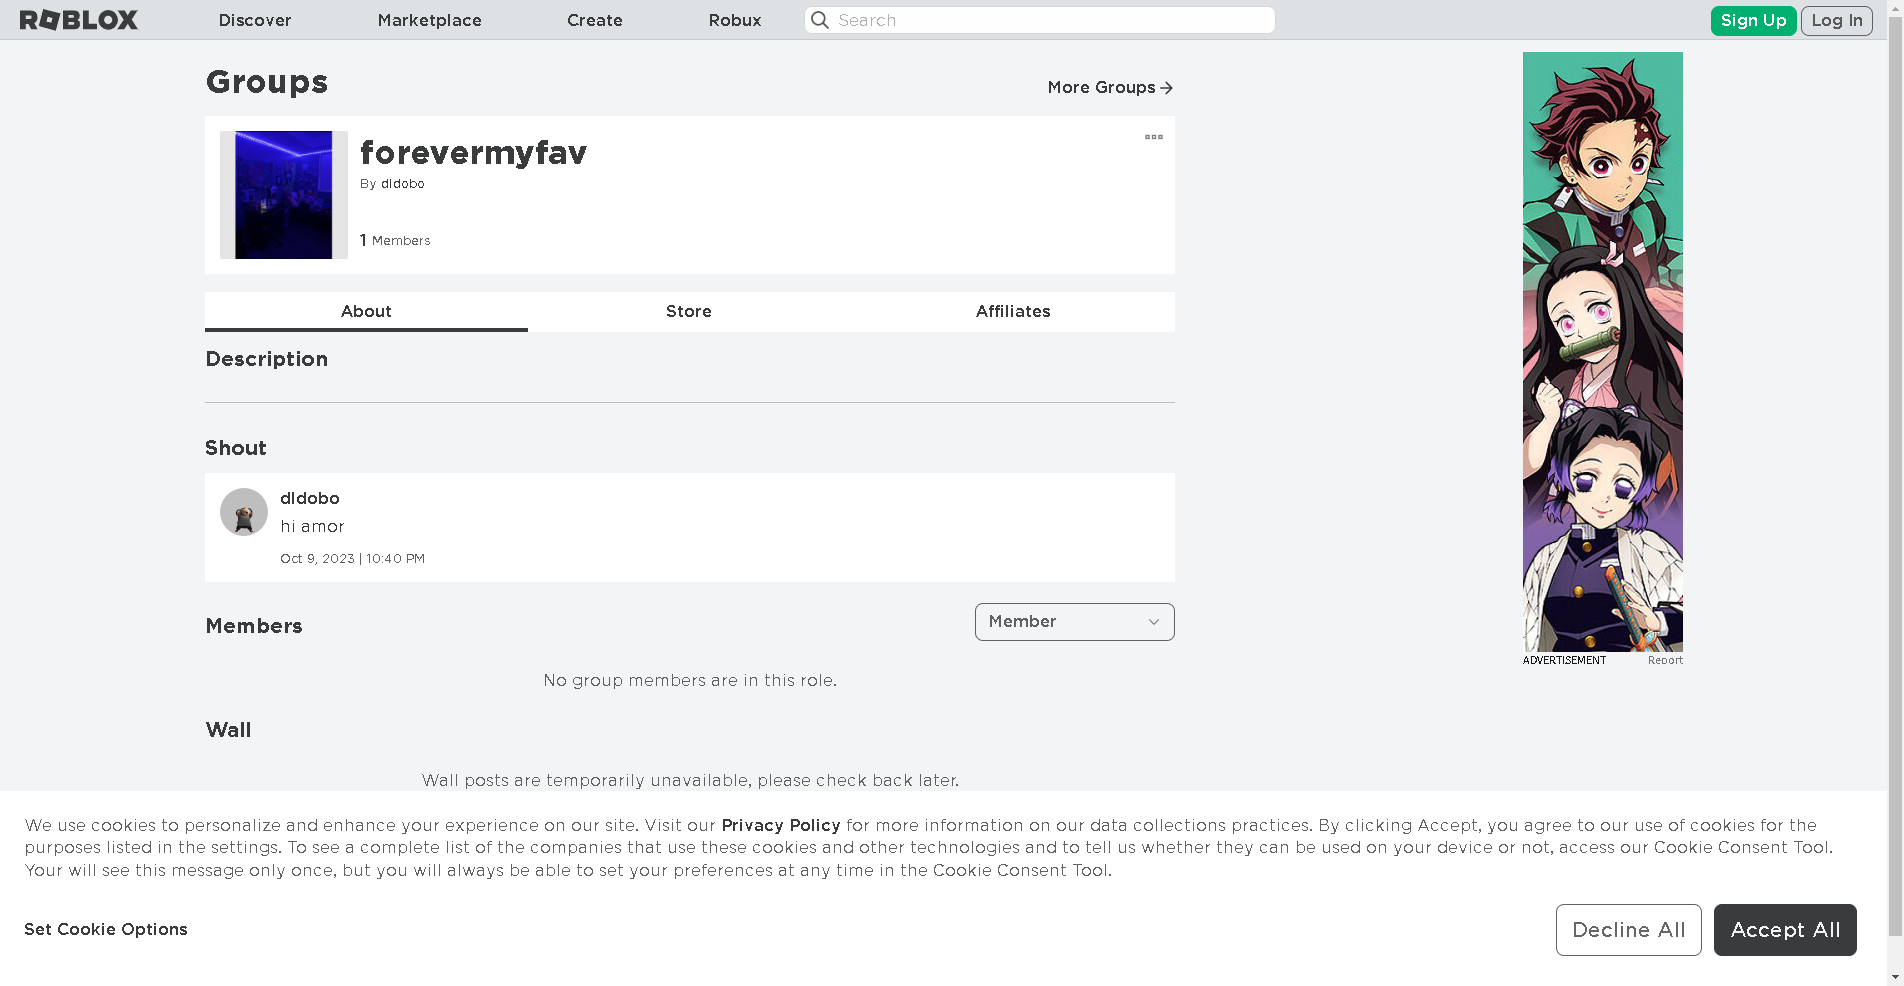 ROBLOX
Discover
Marketplace
Create
Robux
Search
Sign Up
Log In
Groups
More Groups
forevermyfav
By dldobo
1 Members
About
Store
Affiliates
Description
Shout
dldobo
hi amor
Oct 9, 2023 | 10:40 PM
Members
Member
No group members are in this role.
Wall
Wall posts are temporarily unavailable, please check back later.
ADVERTISEMENT
Report
We use cookies to personalize and enhance your experience on our site. Visit our Privacy Policy for more information on our data collections practices. By clicking Accept, you agree to our use of cookies for the
purposes listed in the settings. To see a complete list of the companies that use these cookies and other technologies and to tell us whether they can be used on your device or not, access our Cookie Consent Tool.
Your will see this message only once, but you will always be able to set your preferences at any time in the Cookie Consent Tool.
Set Cookie Options
Decline All
Accept All